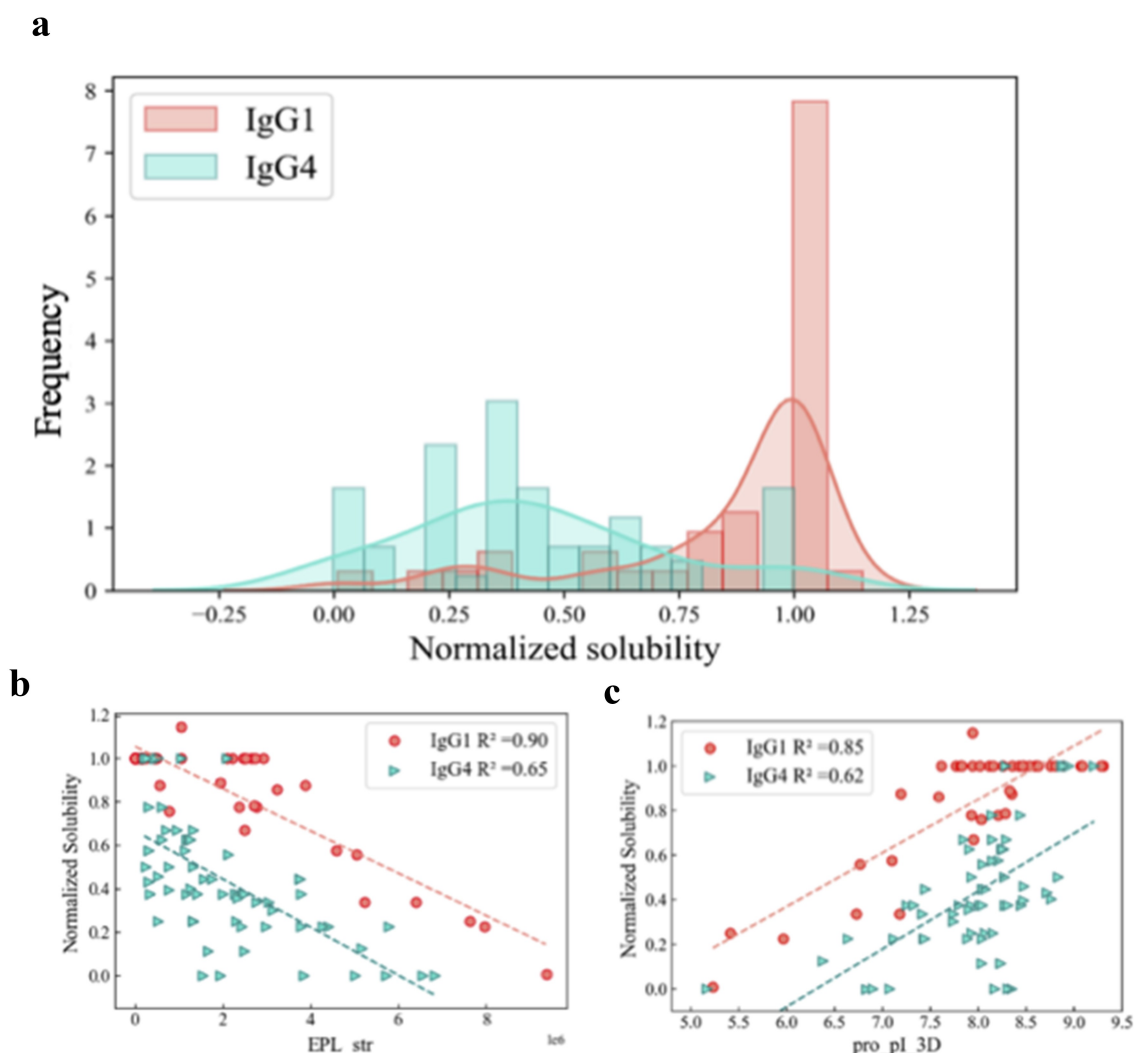 a
8
7
6
5
4
3
2
1
0
Frequency
IgG1
IgG4
−0.25 0.00 0.25 0.50 0.75 1.00 1.25
Normalized solubility
b
1.2
1.0
0.8
0.6
0.4
0.2
0.0
Normalized Solubility
IgG1 R² =0.90
IgG4 R² =0.65
0 2 4 6 8
1e6
EPL_str
c
1.2
1.0
0.8
0.6
0.4
0.2
0.0
Normalized Solubility
IgG1 R² =0.85
IgG4 R² =0.62
5.0 5.5 6.0 6.5 7.0 7.5 8.0 8.5 9.0 9.5
pro_pI_3D